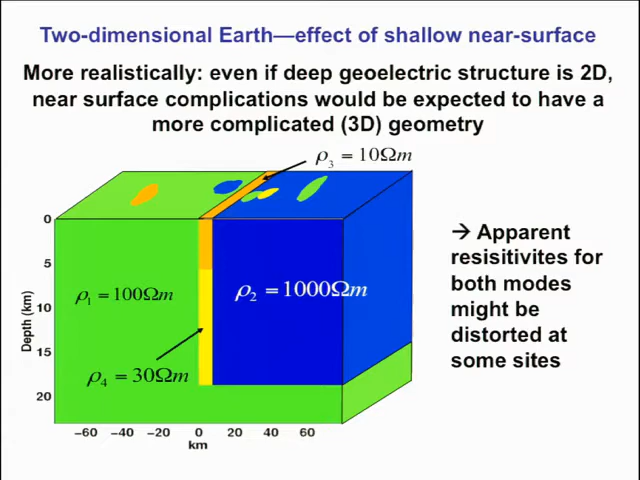 Two-dimensional Earth—effect of shallow near-surface
More realistically: even if deep geoelectric structure is 2D,
near surface complications would be expected to have a
more complicated (3D) geometry
ρ3 = 10Ωm
0
5
10
15
20
Depth (km)
ρ1 = 100Ωm
ρ2 = 1000Ωm
ρ4 = 30Ωm
-60 -40 -20 0 20 40 60
km
→ Apparent
resisitivites for
both modes
might be
distorted at
some sites